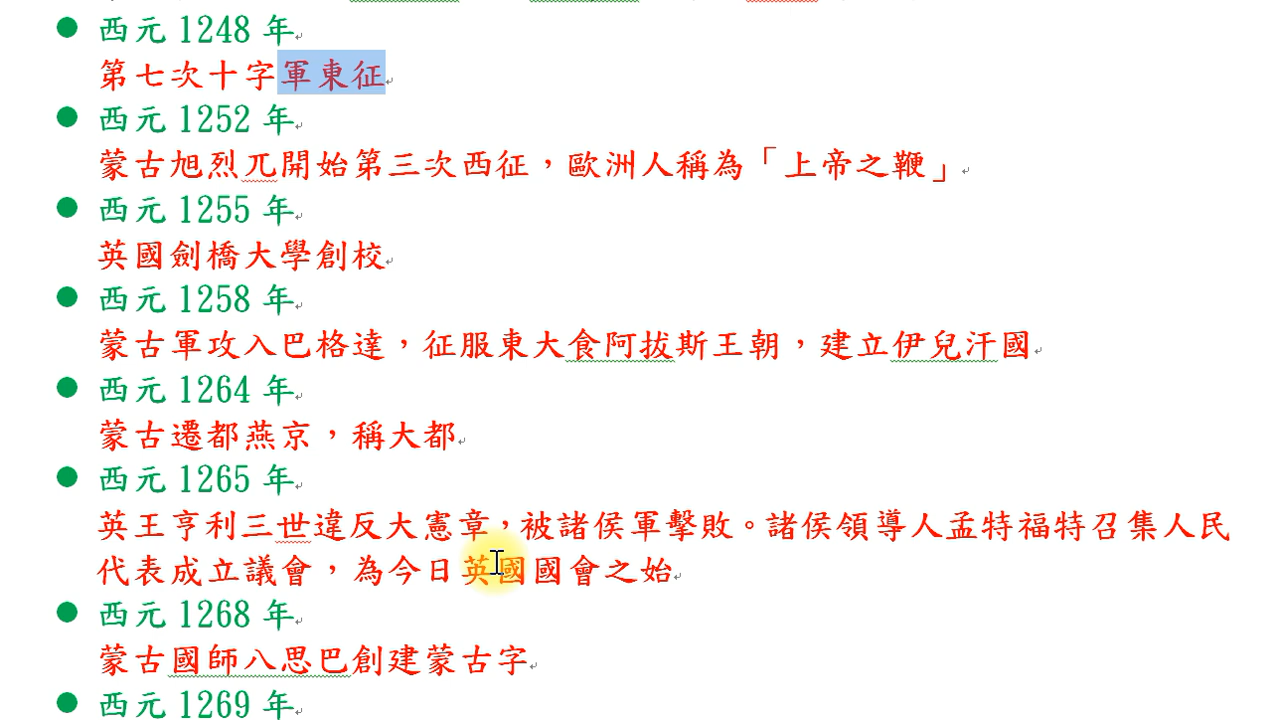 西元 1248 年
第七次十字軍東征
西元 1252 年
蒙古旭烈兀開始第三次西征，歐洲人稱為「上帝之鞭」
西元 1255 年
英國劍橋大學創校
西元 1258 年
蒙古軍攻入巴格達，征服東大食阿拔斯王朝，建立伊兒汗國
西元 1264 年
蒙古遷都燕京，稱大都
西元 1265 年
英王亨利三世違反大憲章，被諸侯軍擊敗。諸侯領導人孟特福特召集人民
代表成立議會，為今日英國國會之始
西元 1268 年
蒙古國師八思巴創建蒙古字
西元 1269 年